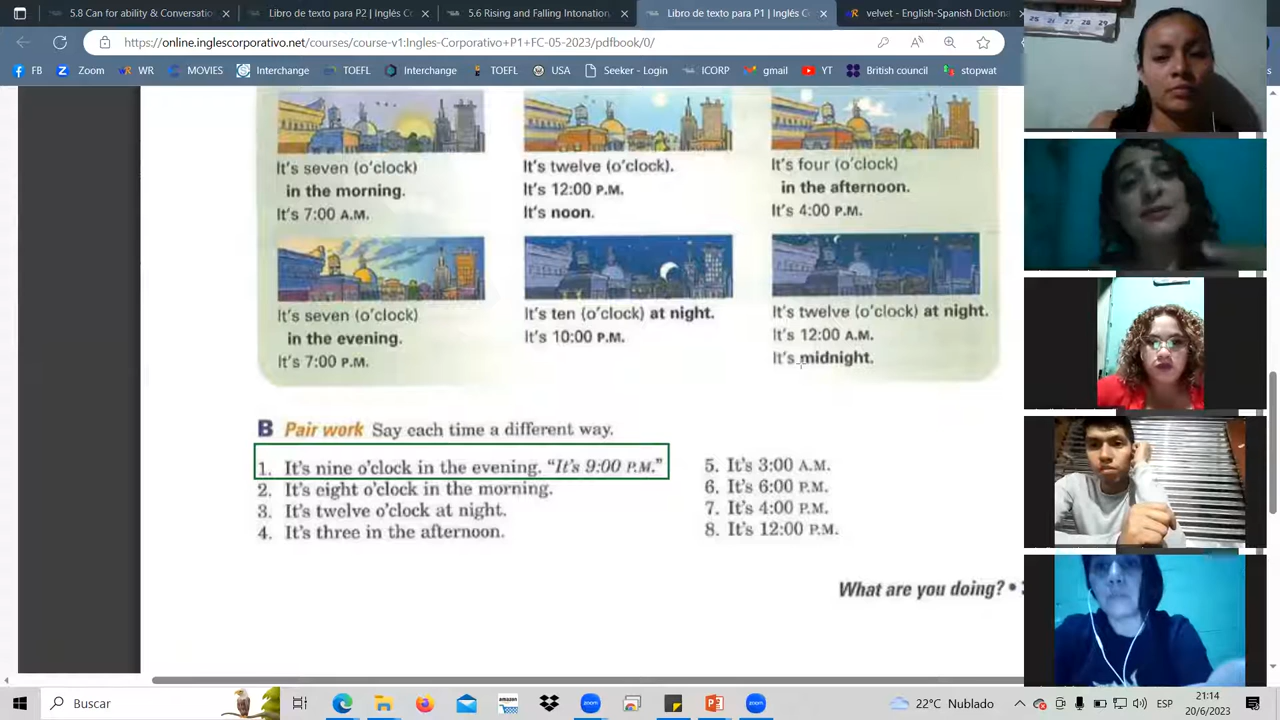 5.8 Can for ability & Conversatio
Libro de texto para P2 | Inglés C
5.6 Rising and Falling Intonation,
Libro de texto para P1 | Inglés C
velvet - English-Spanish Dictiona
https://online.inglescorporativo.net/courses/course-v1:Ingles-Corporativo+P1+FC-05-2023/pdfbook/0/
FB
Zoom
WR
MOVIES
Interchange
TOEFL
Interchange
TOEFL
USA
Seeker - Login
ICORP
gmail
YT
British council
stopwat
It's seven (o'clock)
in the morning.
It's 7:00 A.M.
It's twelve (o'clock).
It's 12:00 P.M.
It's noon.
It's four (o'clock)
in the afternoon.
It's 4:00 P.M.
It's seven (o'clock)
in the evening.
It's 7:00 P.M.
It's ten (o'clock) at night.
It's 10:00 P.M.
It's twelve (o'clock) at night.
It's 12:00 A.M.
It's midnight.
B Pair work Say each time a different way.
1. It's nine o'clock in the evening. "It's 9:00 P.M."
2. It's eight o'clock in the morning.
3. It's twelve o'clock at night.
4. It's three in the afternoon.
5. It's 3:00 A.M.
6. It's 6:00 P.M.
7. It's 4:00 P.M.
8. It's 12:00 P.M.
What are you doing? •
Buscar
22°C Nublado
ESP
21:14
20/6/2023